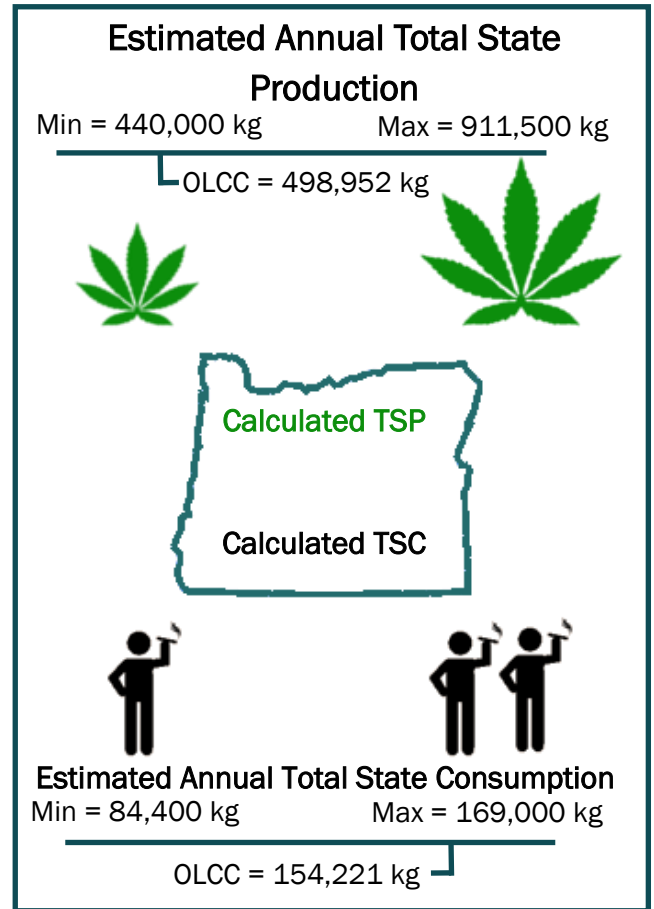 Estimated Annual Total State
Production
Min = 440,000 kg Max = 911,500 kg
OLCC = 498,952 kg
Calculated TSP
Calculated TSC
Estimated Annual Total State Consumption
Min = 84,400 kg Max = 169,000 kg
OLCC = 154,221 kg